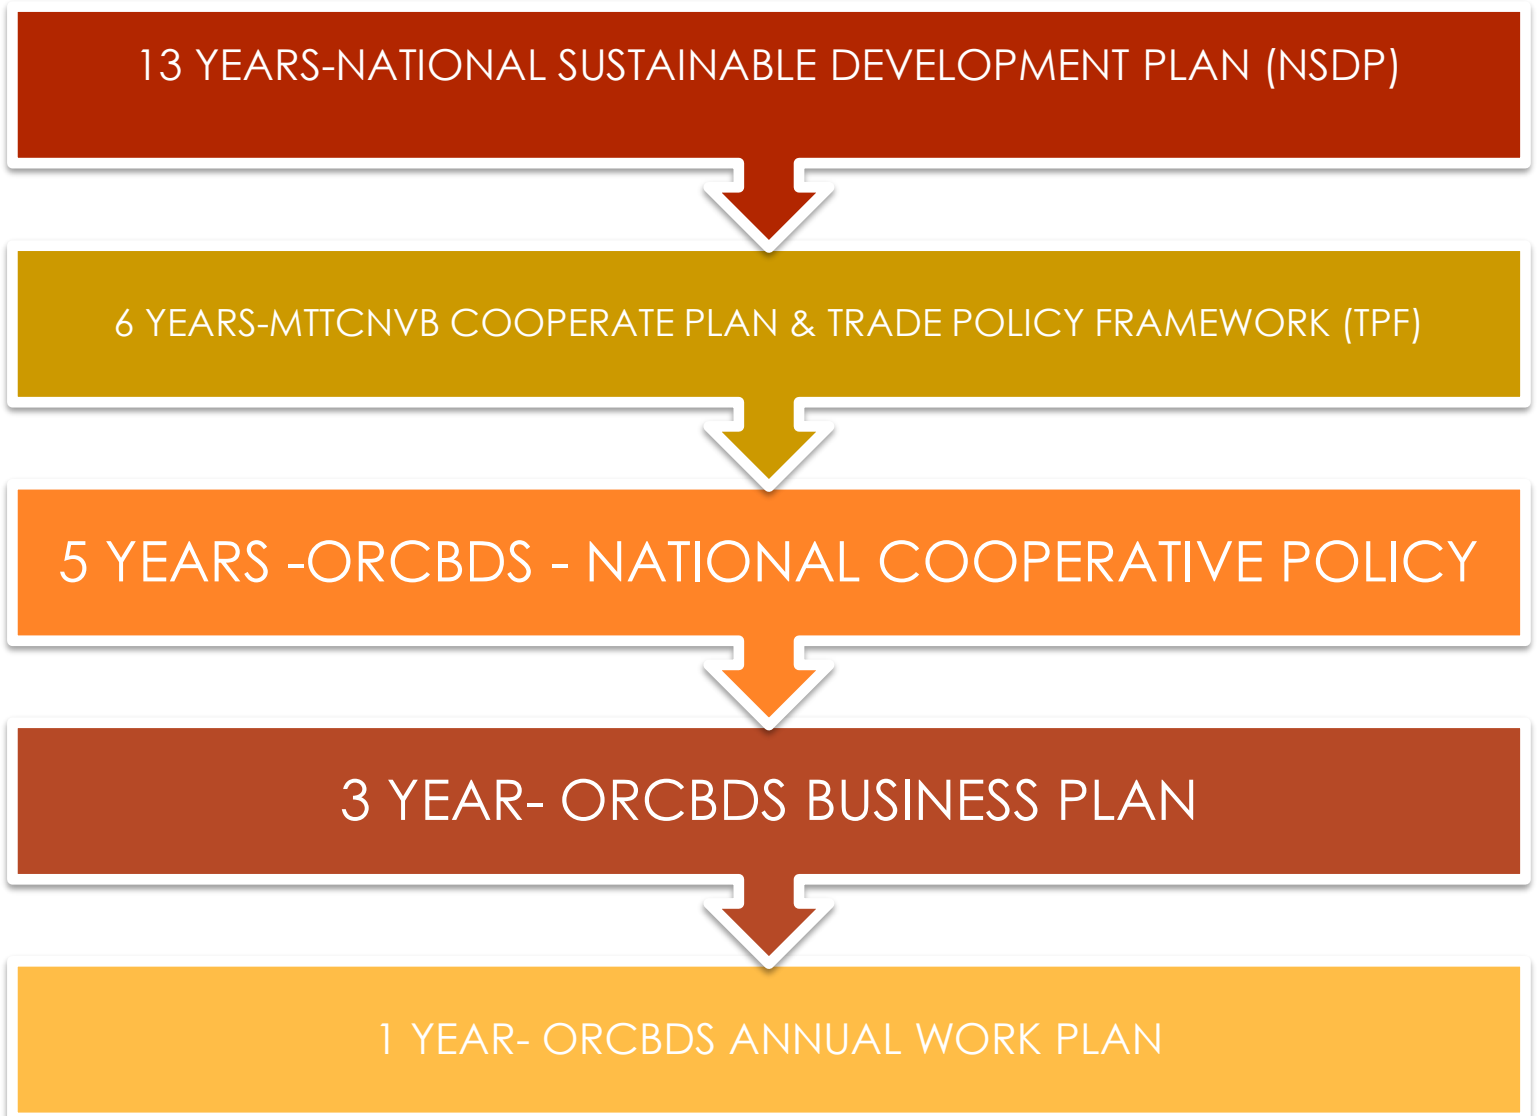 13 YEARS-NATIONAL SUSTAINABLE DEVELOPMENT PLAN (NSDP)
6 YEARS-MTTCNVB COOPERATE PLAN & TRADE POLICY FRAMEWORK (TPF)
5 YEARS -ORCBDS - NATIONAL COOPERATIVE POLICY
3 YEAR- ORCBDS BUSINESS PLAN
1 YEAR- ORCBDS ANNUAL WORK PLAN